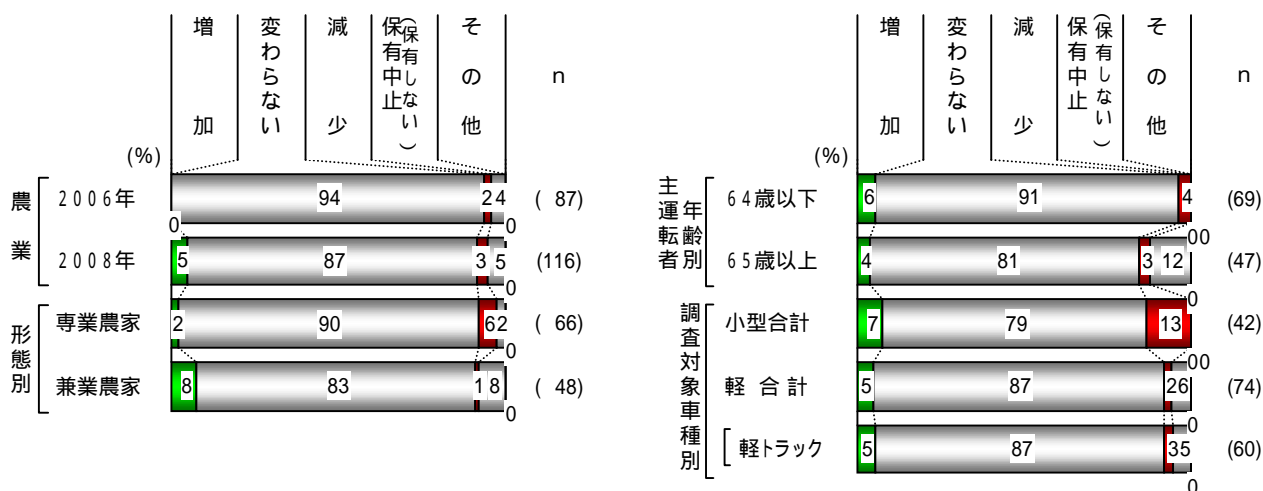 増加 変わらない 減少 保有中止(保有しない) その他 n
(%)
農業
2006年 0 94 2 4 0 ( 87)
2008年 5 87 3 5 0 (116)
形態別
専業農家 2 90 6 2 0 ( 66)
兼業農家 8 83 1 8 0 ( 48)
増加 変わらない 減少 保有中止(保有しない) その他 n
(%)
主運転者年齢別
64歳以下 6 91 4 0 0 (69)
65歳以上 4 81 3 12 0 (47)
調査対象車種別
小型合計 7 79 13 0 0 (42)
軽合計 5 87 2 6 0 (74)
軽トラック 5 87 3 5 0 (60)